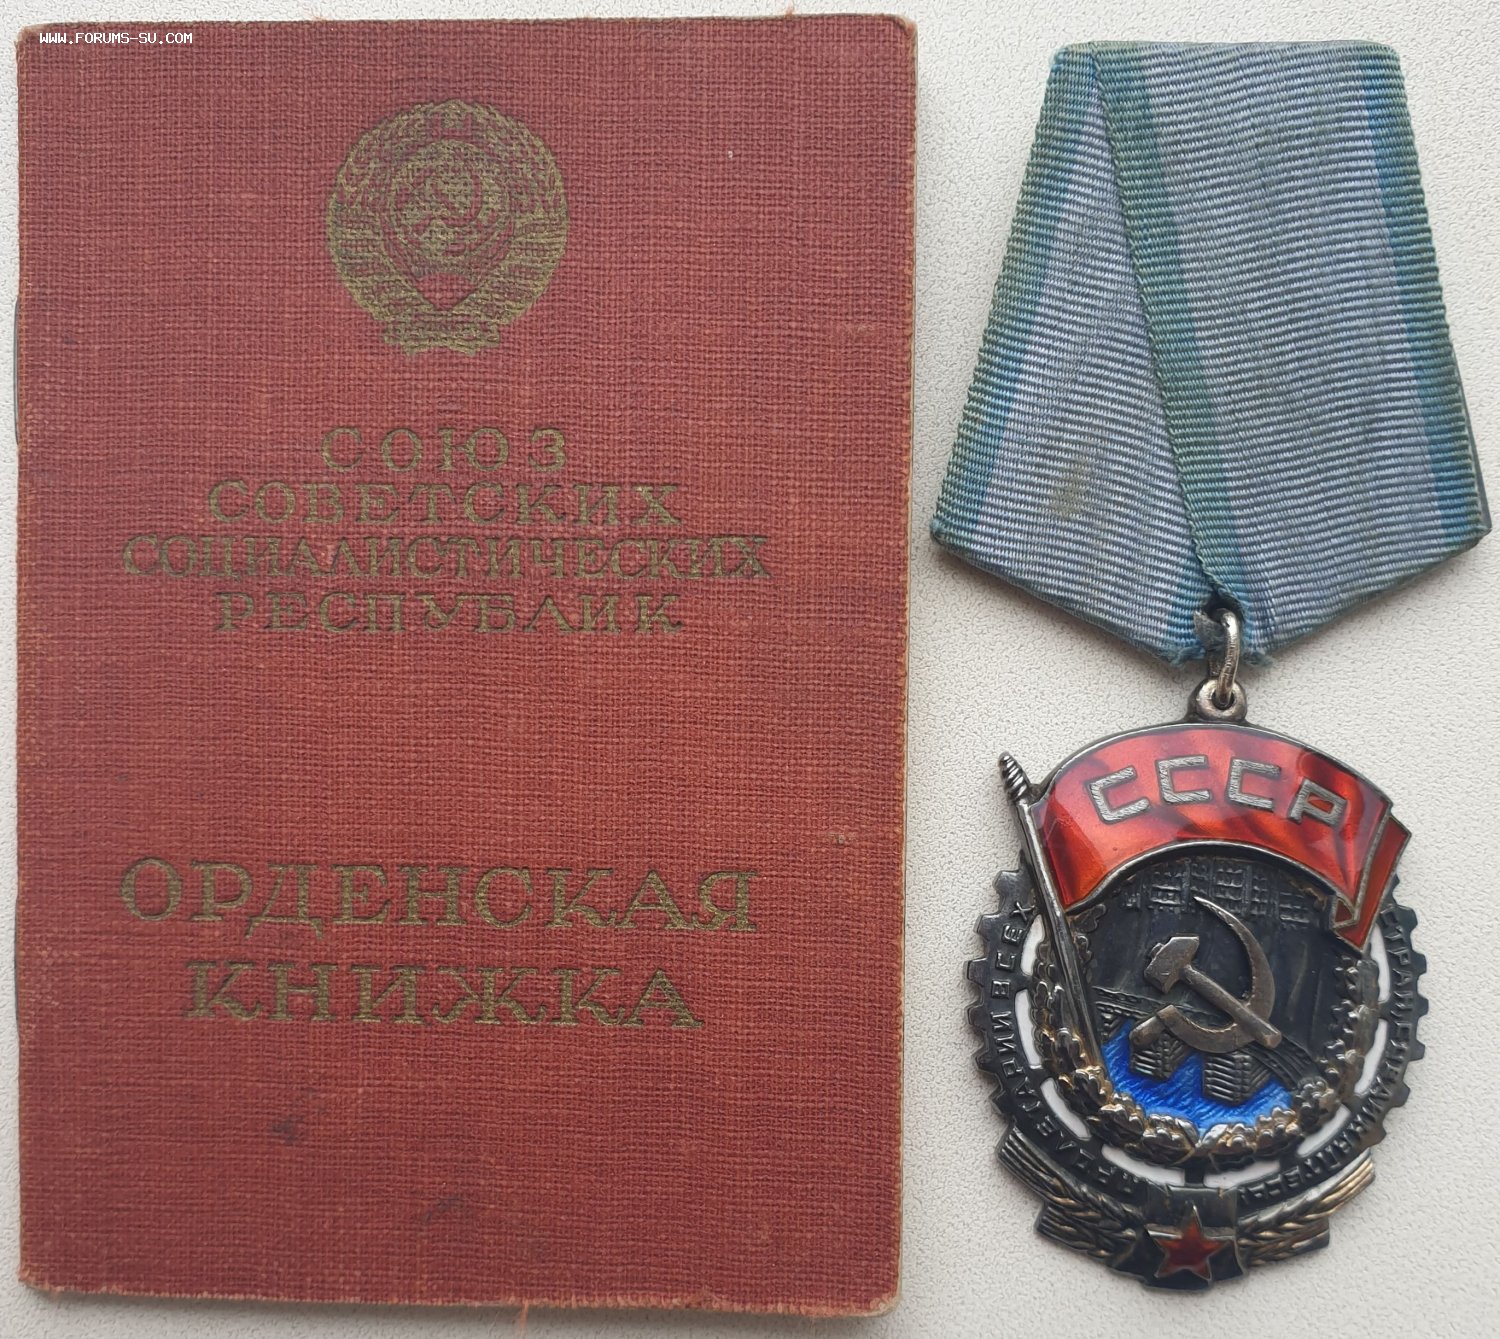 WWW.FORUMS-SU.COM
СОЮЗ
СОВЕТСКИХ
СОЦИАЛИСТИЧЕСКИХ
РЕСПУБЛИК
ОРДЕНСКАЯ
КНИЖКА
СССР
ПРОЛЕТАРИИ ВСЕХ СТРАН СОЕДИНЯЙТЕСЬ